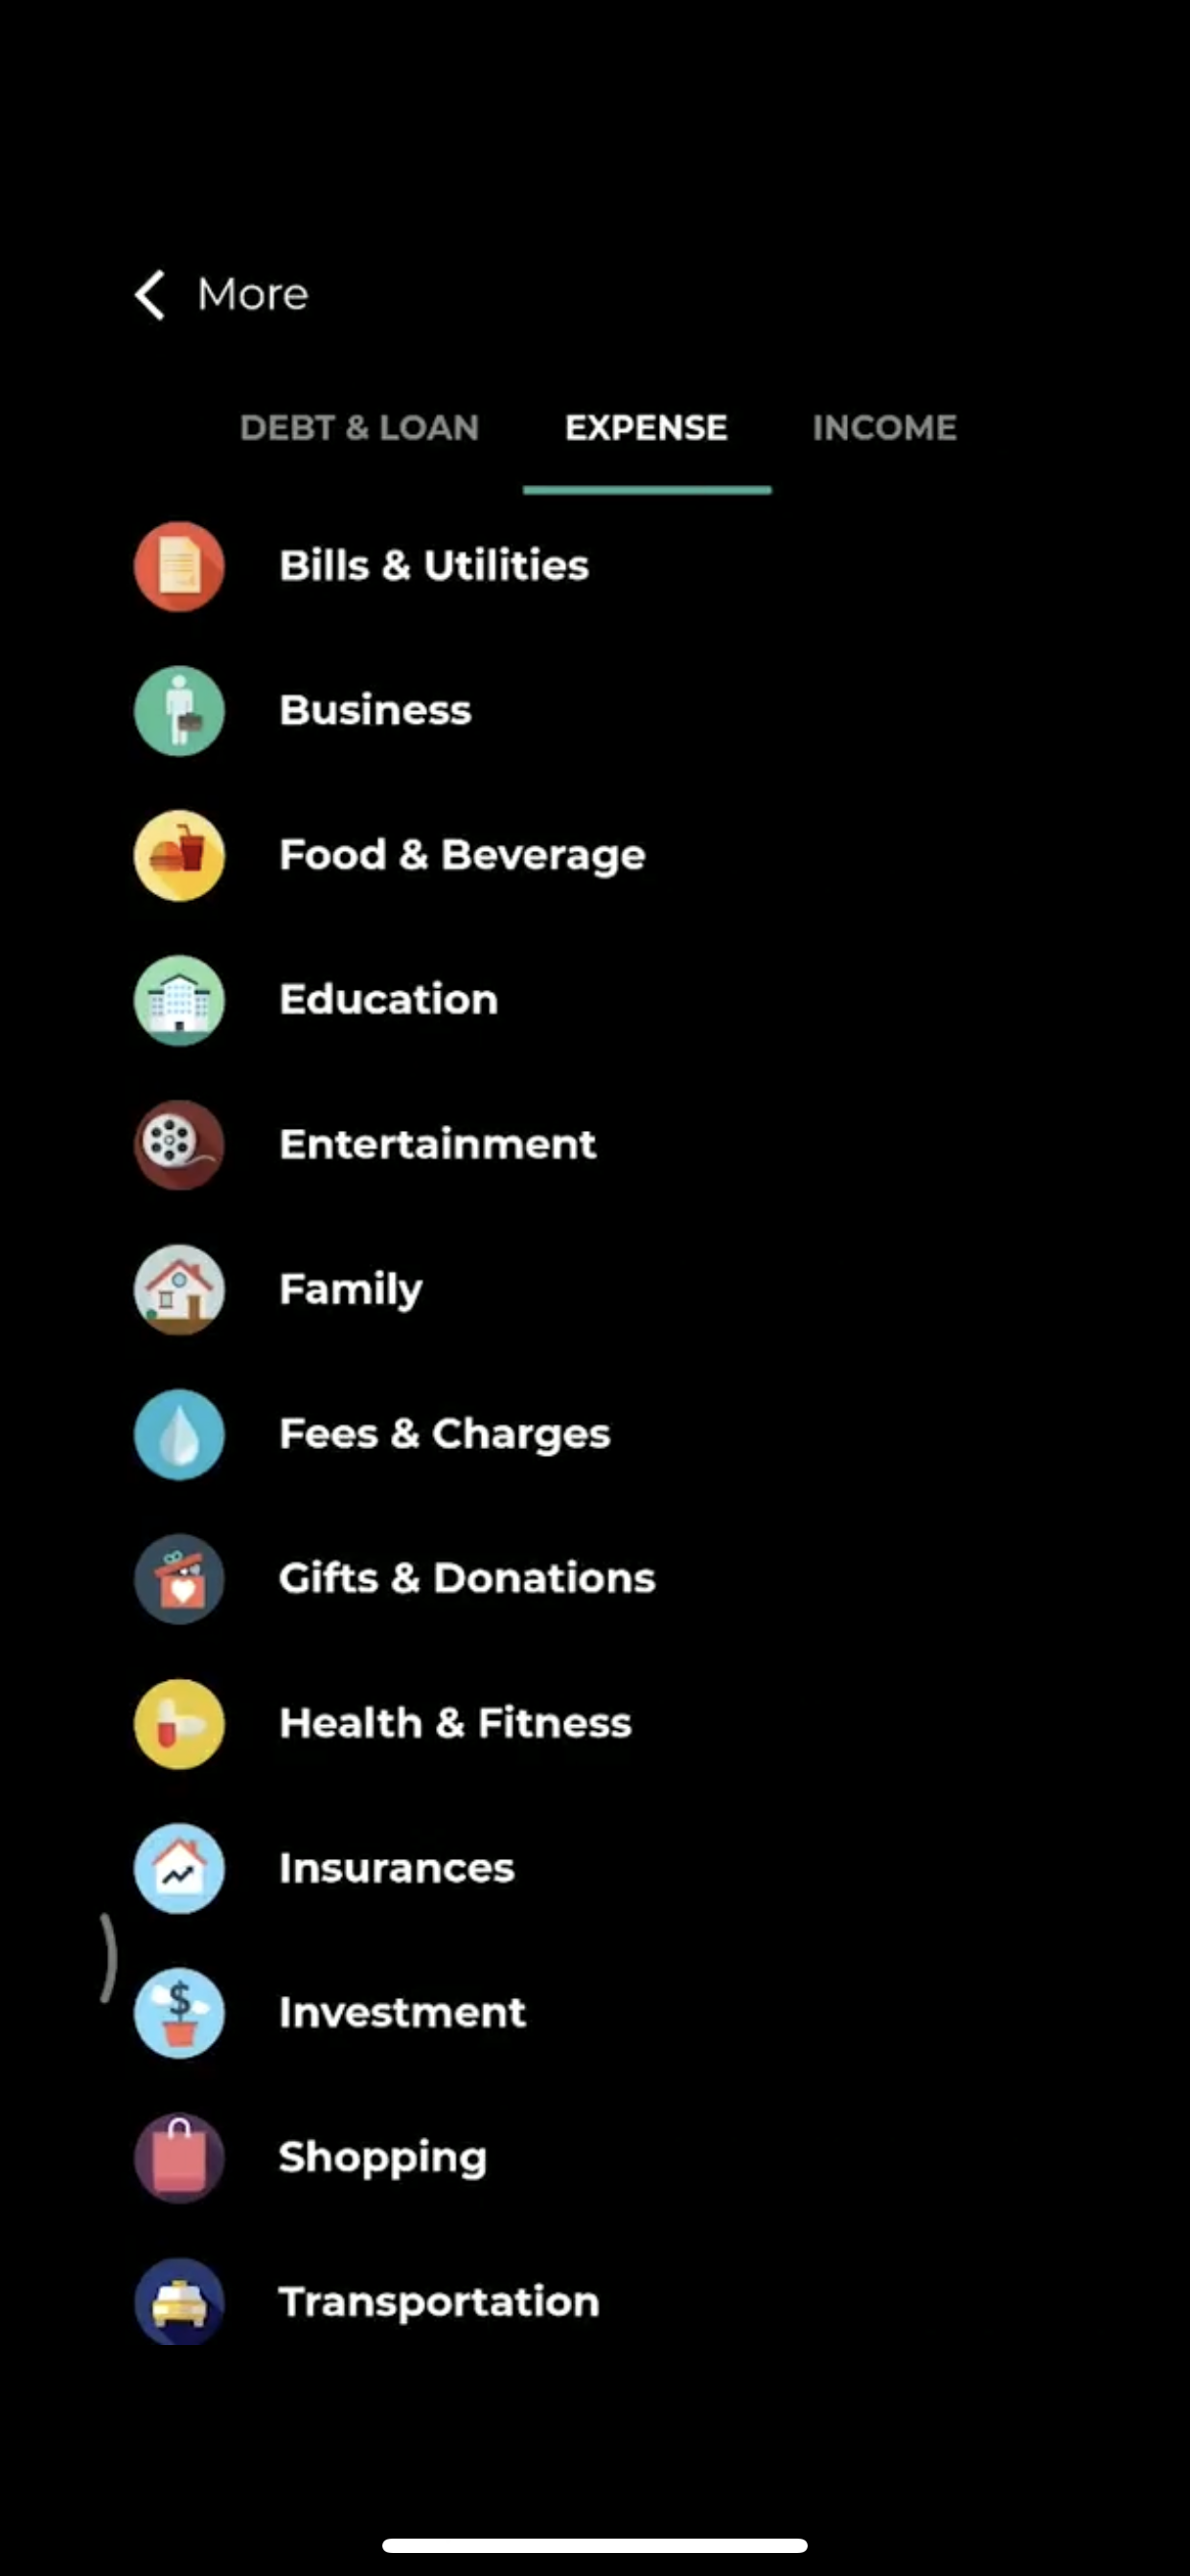 More
DEBT & LOAN EXPENSE INCOME
Bills & Utilities
Business
Food & Beverage
Education
Entertainment
Family
Fees & Charges
Gifts & Donations
Health & Fitness
Insurances
Investment
Shopping
Transportation